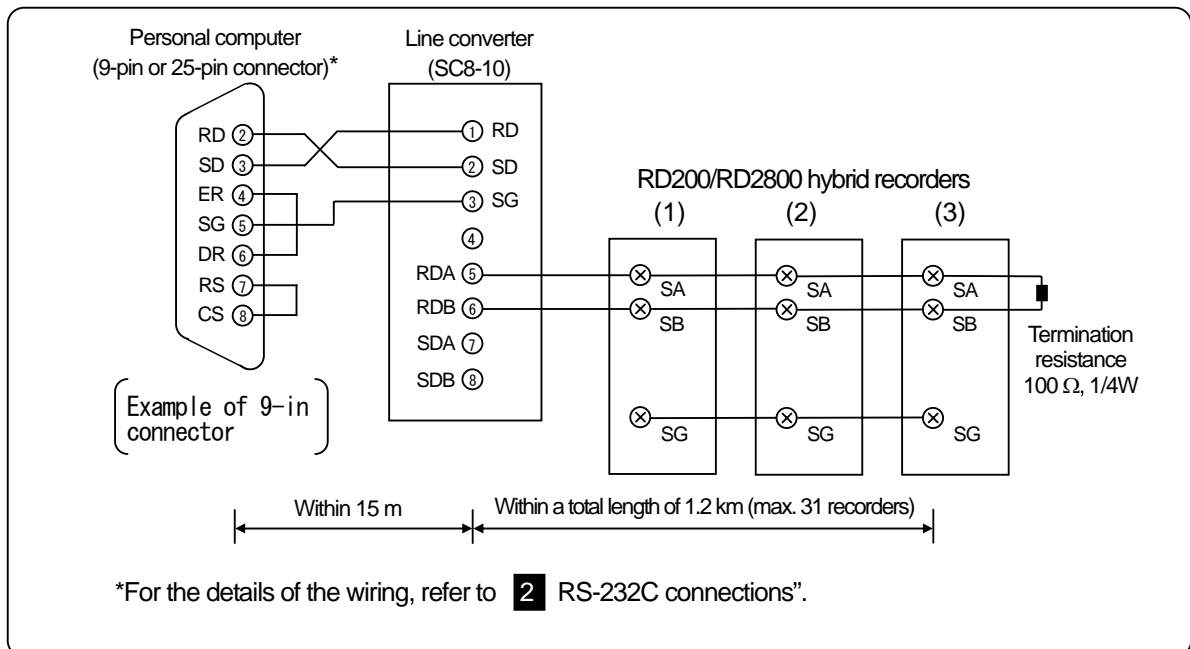 Personal computer
(9-pin or 25-pin connector)*
Line converter
(SC8-10)
RD ②
SD ③
ER ④
SG ⑤
DR ⑥
RS ⑦
CS ⑧
① RD
② SD
③ SG
④
RDA ⑤
RDB ⑥
SDA ⑦
SDB ⑧
RD200/RD2800 hybrid recorders
(1) (2) (3)
SA SA SA
SB SB SB
SG SG SG
Termination
resistance
100 Ω, 1/4W
Example of 9-in
connector
Within 15 m
Within a total length of 1.2 km (max. 31 recorders)
*For the details of the wiring, refer to 2 RS-232C connections”.